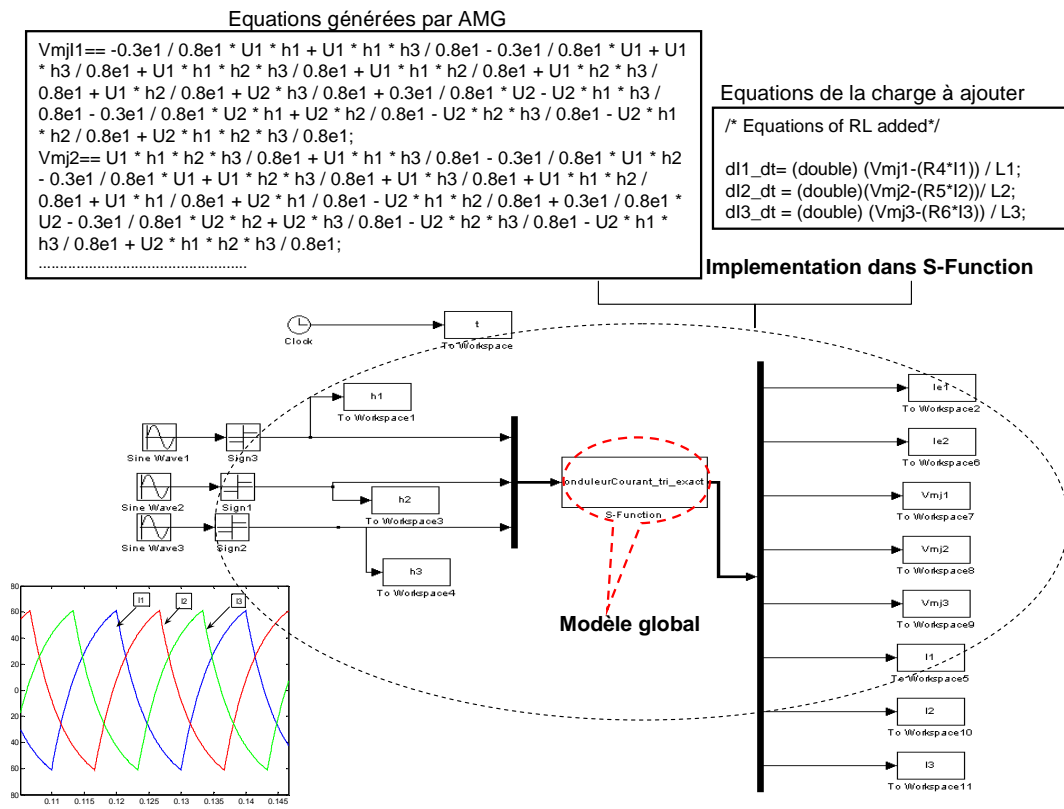 Equations générées par AMG
VmjI1== -0.3e1 / 0.8e1 * U1 * h1 + U1 * h1 * h3 / 0.8e1 - 0.3e1 / 0.8e1 * U1 + U1
* h3 / 0.8e1 + U1 * h1 * h2 * h3 / 0.8e1 + U1 * h1 * h2 / 0.8e1 + U1 * h2 * h3 /
0.8e1 + U1 * h2 / 0.8e1 + U2 * h3 / 0.8e1 + 0.3e1 / 0.8e1 * U2 - U2 * h1 * h3 /
0.8e1 - 0.3e1 / 0.8e1 * U2 * h1 + U2 * h2 / 0.8e1 - U2 * h2 * h3 / 0.8e1 - U2 * h1
* h2 / 0.8e1 + U2 * h1 * h2 * h3 / 0.8e1;
Vmj2== U1 * h1 * h2 * h3 / 0.8e1 + U1 * h1 * h3 / 0.8e1 - 0.3e1 / 0.8e1 * U1 * h2
- 0.3e1 / 0.8e1 * U1 + U1 * h2 * h3 / 0.8e1 + U1 * h3 / 0.8e1 + U1 * h1 * h2 /
0.8e1 + U1 * h1 / 0.8e1 + U2 * h1 / 0.8e1 - U2 * h1 * h2 / 0.8e1 + 0.3e1 / 0.8e1 *
U2 - 0.3e1 / 0.8e1 * U2 * h2 + U2 * h3 / 0.8e1 - U2 * h2 * h3 / 0.8e1 - U2 * h1 *
h3 / 0.8e1 + U2 * h1 * h2 * h3 / 0.8e1;
..................................................
Equations de la charge à ajouter
/* Equations of RL added*/
dI1_dt= (double) (Vmj1-(R4*I1)) / L1;
dI2_dt = (double)(Vmj2-(R5*I2))/ L2;
dI3_dt = (double) (Vmj3-(R6*I3)) / L3;
Implementation dans S-Function
Clock
t
To Workspace
h1
To Workspace1
Sine Wave1
Sign3
Sine Wave2
Sign1
h2
To Workspace3
Sine Wave3
Sign2
h3
To Workspace4
onduleurCourant_tri_exact
S-Function
Modèle global
Ie1
To Workspace2
Ie2
To Workspace6
Vmj1
To Workspace7
Vmj2
To Workspace8
Vmj3
To Workspace9
I1
To Workspace5
I2
To Workspace10
I3
To Workspace11
80
60
40
20
0
20
40
60
80
I1
I2
I3
0.11
0.115
0.12
0.125
0.13
0.135
0.14
0.145